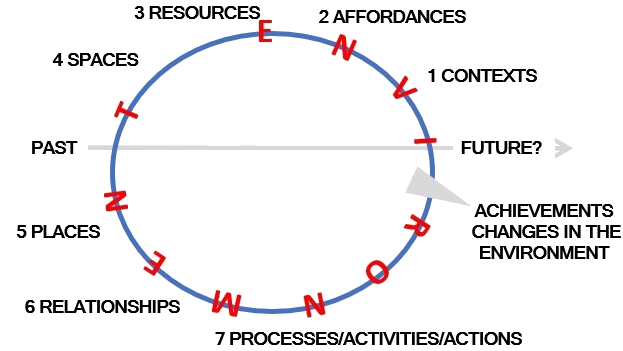 3 RESOURCES
2 AFFORDANCES
4 SPACES
1 CONTEXTS
ENVIRONMENT
PAST
FUTURE?
ACHIEVEMENTS
CHANGES IN THE
ENVIRONMENT
5 PLACES
6 RELATIONSHIPS
7 PROCESSES/ACTIVITIES/ACTIONS